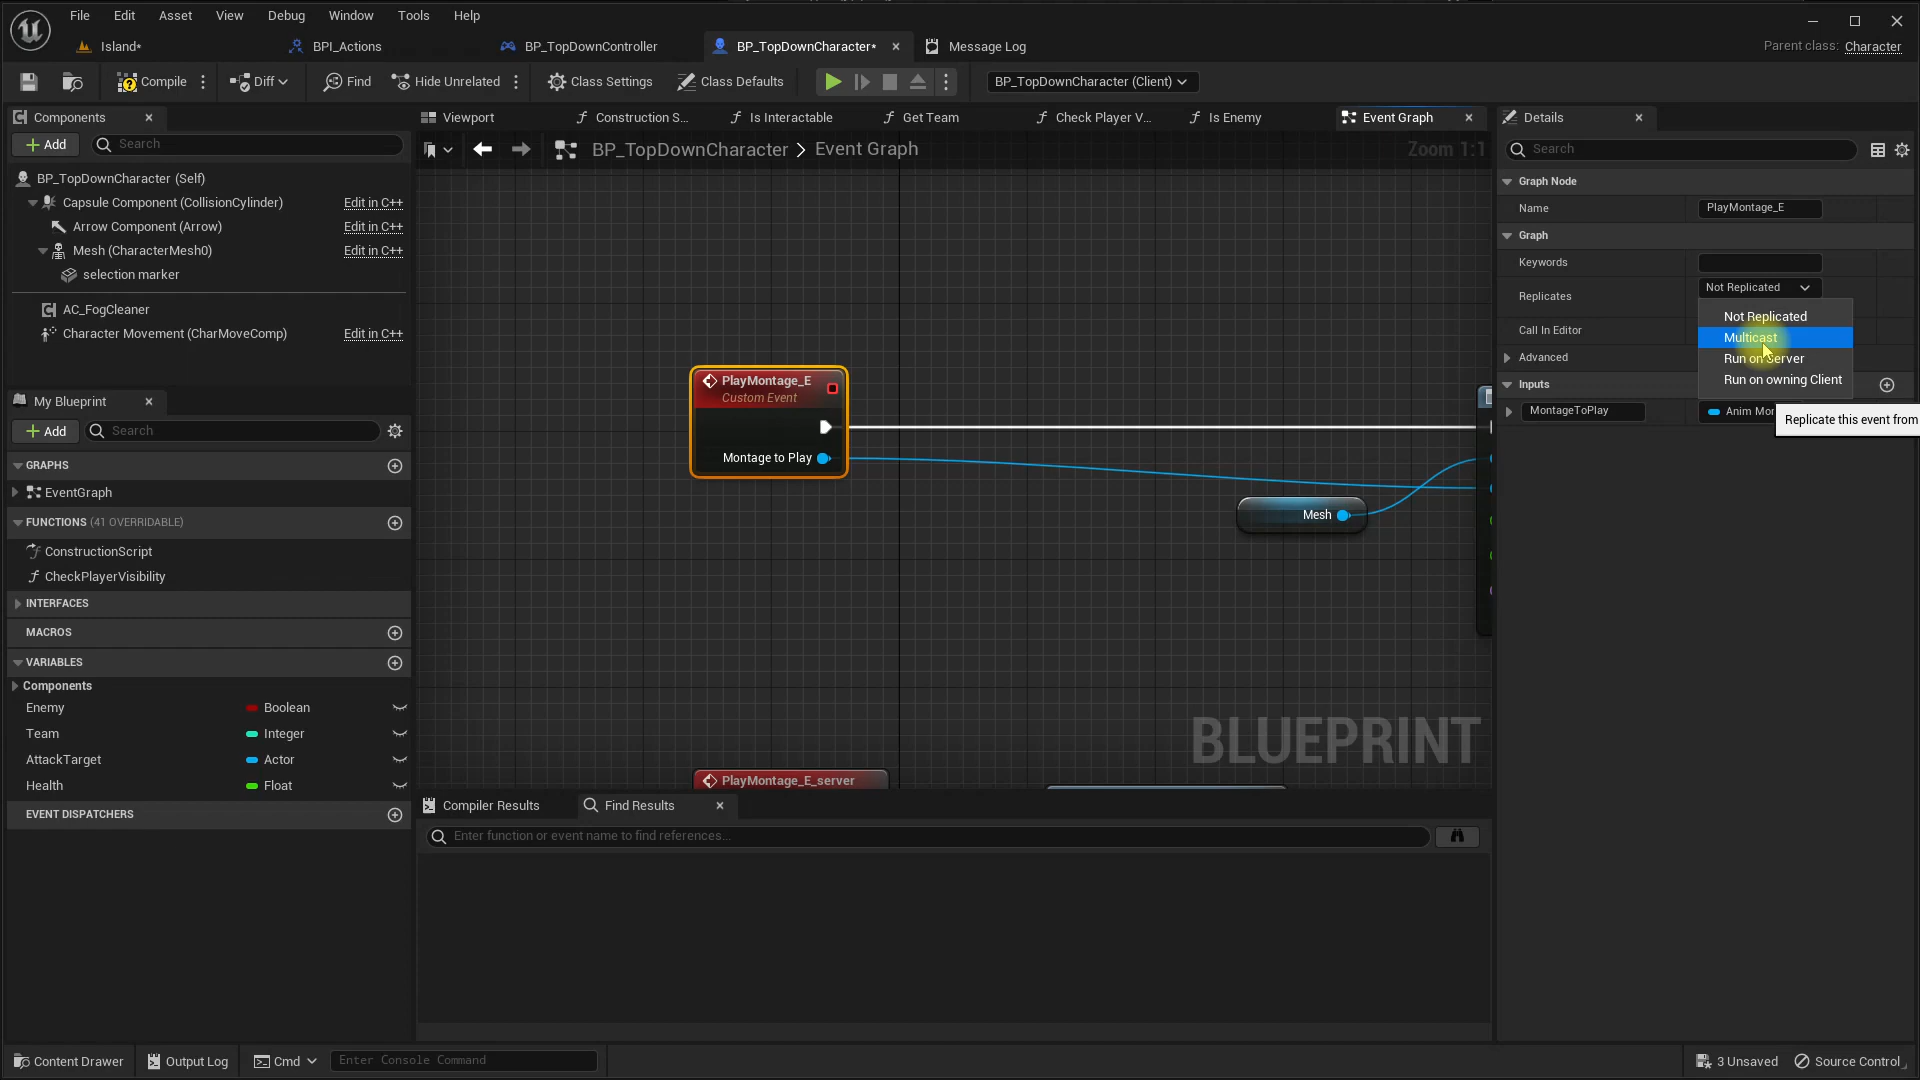 File Edit Asset View Debug Window Tools Help
Island* BPI_Actions BP_TopDownController BP_TopDownCharacter* Message Log Parent class: Character
Compile Diff Find Hide Unrelated Class Settings Class Defaults BP_TopDownCharacter (Client)
Components Viewport Construction S... Is Interactable Get Team Check Player V... Is Enemy Event Graph Details
Add Search BP_TopDownCharacter > Event Graph Zoom 1:1 Search
BP_TopDownCharacter (Self)
Capsule Component (CollisionCylinder) Edit in C++
Arrow Component (Arrow) Edit in C++
Mesh (CharacterMesh0) Edit in C++
selection marker
AC_FogCleaner
Character Movement (CharMoveComp) Edit in C++
Graph Node
Name PlayMontage_E
Graph
Keywords
Replicates Not Replicated
Not Replicated
Multicast
Run on Server
Run on owning Client
Call In Editor
Advanced
Inputs
MontageToPlay Anim Mon
Replicate this event from
PlayMontage_E
Custom Event
Montage to Play
Mesh
PlayMontage_E_server
BLUEPRINT
My Blueprint
Add Search
GRAPHS
EventGraph
FUNCTIONS (41 OVERRIDABLE)
ConstructionScript
CheckPlayerVisibility
INTERFACES
MACROS
VARIABLES
Components
Enemy Boolean
Team Integer
AttackTarget Actor
Health Float
EVENT DISPATCHERS
Compiler Results Find Results
Enter function or event name to find references...
Content Drawer Output Log Cmd Enter Console Command 3 Unsaved Source Control